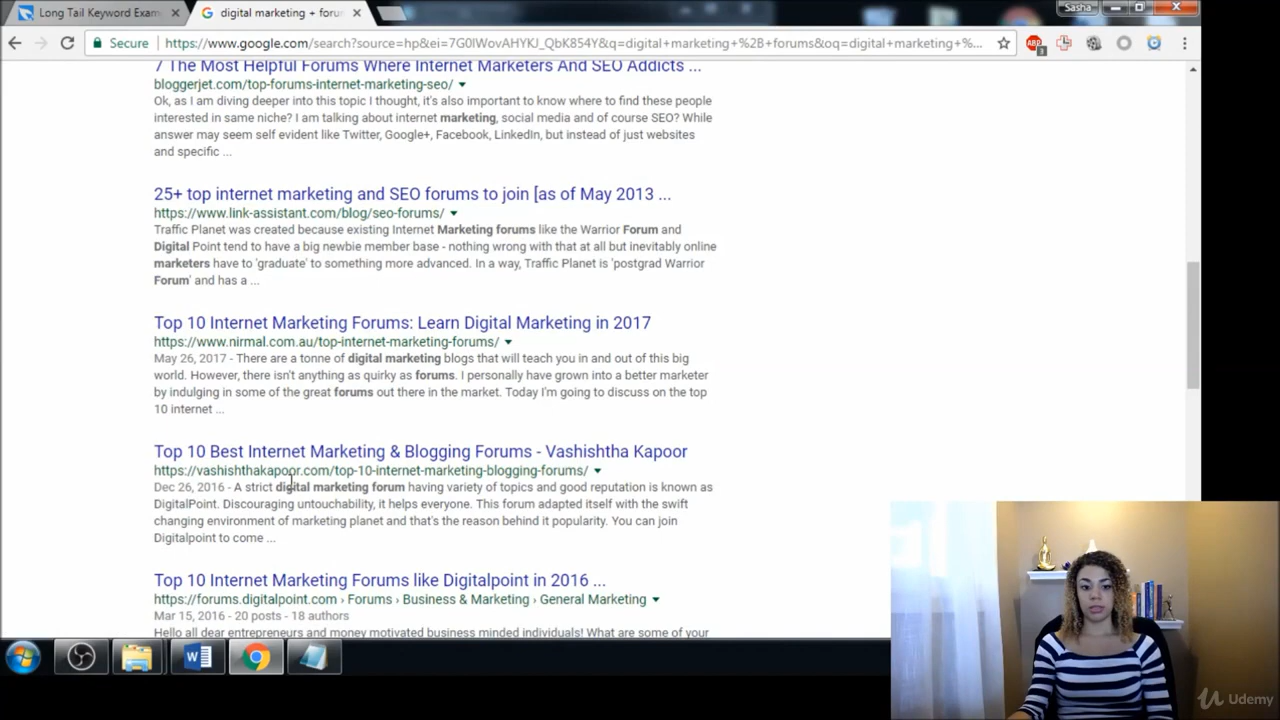 Long Tail Keyword Exam
digital marketing + foru
Sasha
Secure
https://www.google.com/search?source=hp&ei=7G0IWovAHYKJ_QbK854Y&q=digital+marketing+%2B+forums&oq=digital+marketing+%...
ABP
3
7 The Most Helpful Forums Where Internet Marketers And SEO Addicts ...
bloggerjet.com/top-forums-internet-marketing-seo/
Ok, as I am diving deeper into this topic I thought, it's also important to know where to find these people
interested in same niche? I am talking about internet marketing, social media and of course SEO? While
answer may seem self evident like Twitter, Google+, Facebook, LinkedIn, but instead of just websites
and specific ...
25+ top internet marketing and SEO forums to join [as of May 2013 ...
https://www.link-assistant.com/blog/seo-forums/
Traffic Planet was created because existing Internet Marketing forums like the Warrior Forum and
Digital Point tend to have a big newbie member base - nothing wrong with that at all but inevitably online
marketers have to 'graduate' to something more advanced. In a way, Traffic Planet is 'postgrad Warrior
Forum' and has a ...
Top 10 Internet Marketing Forums: Learn Digital Marketing in 2017
https://www.nirmal.com.au/top-internet-marketing-forums/
May 26, 2017 - There are a tonne of digital marketing blogs that will teach you in and out of this big
world. However, there isn't anything as quirky as forums. I personally have grown into a better marketer
by indulging in some of the great forums out there in the market. Today I'm going to discuss on the top
10 internet ...
Top 10 Best Internet Marketing & Blogging Forums - Vashishtha Kapoor
https://vashishthakapoor.com/top-10-internet-marketing-blogging-forums/
Dec 26, 2016 - A strict digital marketing forum having variety of topics and good reputation is known as
DigitalPoint. Discouraging untouchability, it helps everyone. This forum adapted itself with the swift
changing environment of marketing planet and that's the reason behind it popularity. You can join
Digitalpoint to come ...
Top 10 Internet Marketing Forums like Digitalpoint in 2016 ...
https://forums.digitalpoint.com › Forums › Business & Marketing › General Marketing
Mar 15, 2016 - 20 posts - 18 authors
Hello all dear entrepreneurs and money motivated business minded individuals! What are some of your
Udemy